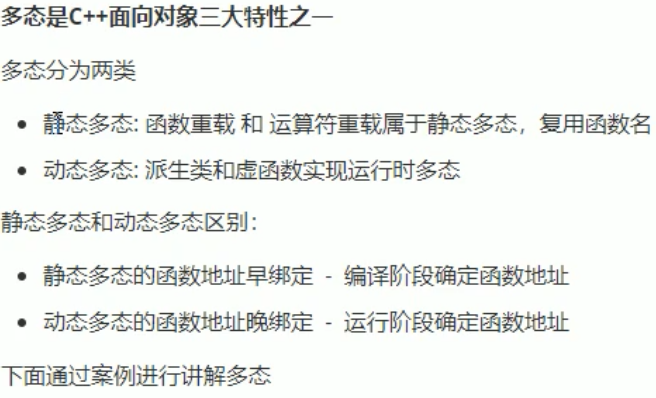 多态是C++面向对象三大特性之一
多态分为两类
静态多态: 函数重载 和 运算符重载属于静态多态，复用函数名
动态多态: 派生类和虚函数实现运行时多态
静态多态和动态多态区别：
静态多态的函数地址早绑定 - 编译阶段确定函数地址
动态多态的函数地址晚绑定 - 运行阶段确定函数地址
下面通过案例进行讲解多态